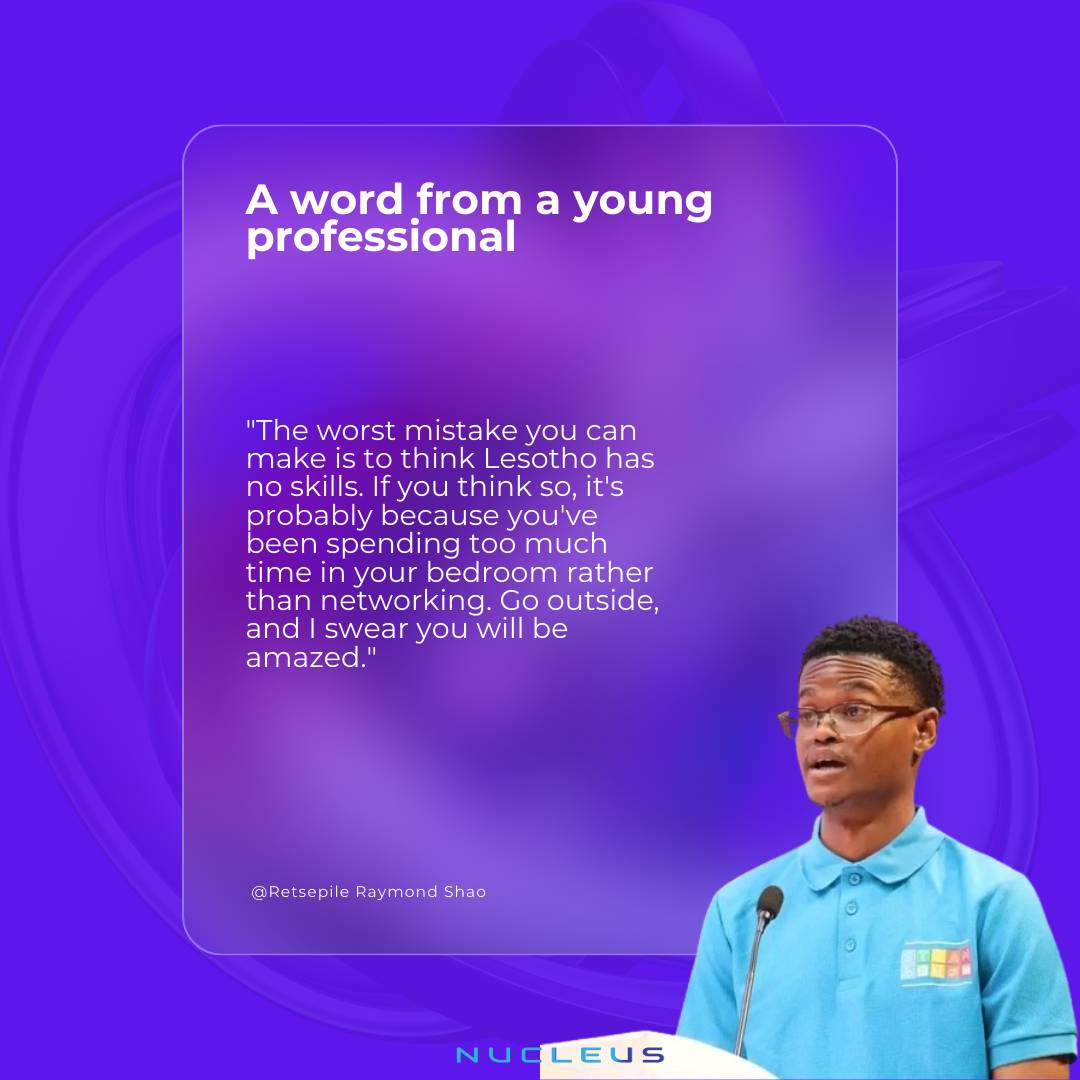 A word from a young
professional
"The worst mistake you can
make is to think Lesotho has
no skills. If you think so, it's
probably because you've
been spending too much
time in your bedroom rather
than networking. Go outside,
and I swear you will be
amazed."
@Retsepile Raymond Shao
NUCLEUS